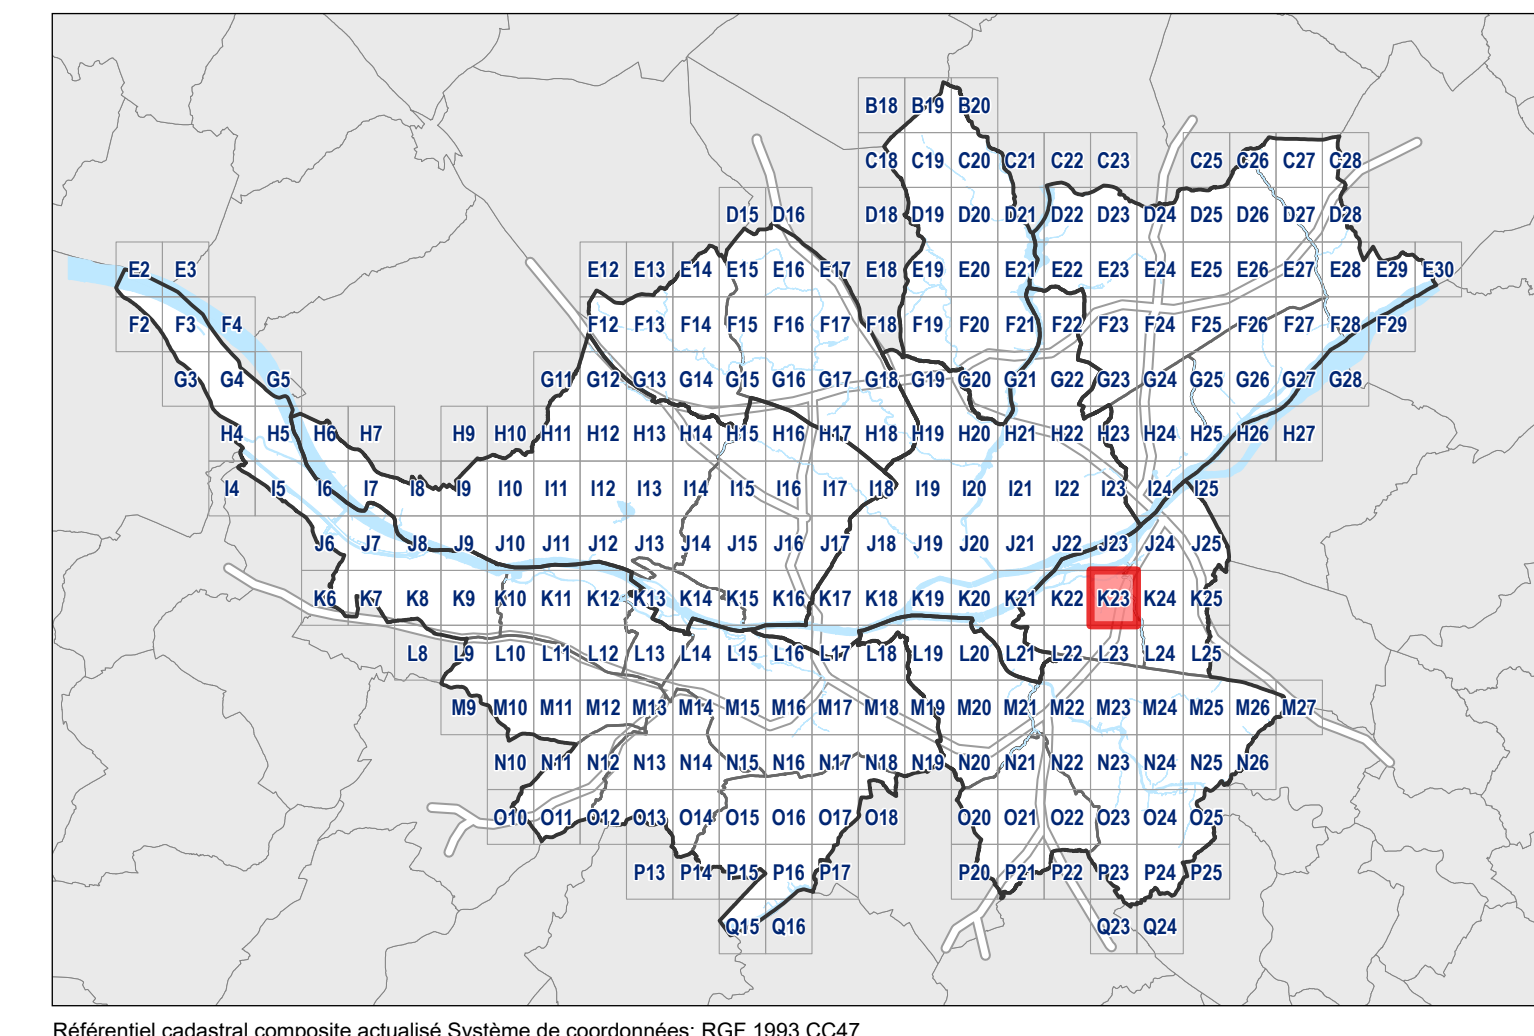 B18 B19 B20
C18 C19 C20 C21 C22 C23 C25 C26 C27 C28
D15 D16 D18 D19 D20 D21 D22 D23 D24 D25 D26 D27 D28
E2 E3 E12 E13 E14 E15 E16 E17 E18 E19 E20 E21 E22 E23 E24 E25 E26 E27 E28 E29 E30
F2 F3 F4 F12 F13 F14 F15 F16 F17 F18 F19 F20 F21 F22 F23 F24 F25 F26 F27 F28 F29
G3 G4 G5 G11 G12 G13 G14 G15 G16 G17 G18 G19 G20 G21 G22 G23 G24 G25 G26 G27 G28
H4 H5 H6 H7 H9 H10 H11 H12 H13 H14 H15 H16 H17 H18 H19 H20 H21 H22 H23 H24 H25 H26 H27
I4 I5 I6 I7 I8 I9 I10 I11 I12 I13 I14 I15 I16 I17 I18 I19 I20 I21 I22 I23 I24 I25
J6 J7 J8 J9 J10 J11 J12 J13 J14 J15 J16 J17 J18 J19 J20 J21 J22 J23 J24 J25
K6 K7 K8 K9 K10 K11 K12 K13 K14 K15 K16 K17 K18 K19 K20 K21 K22 K23 K24 K25
L8 L9 L10 L11 L12 L13 L14 L15 L16 L17 L18 L19 L20 L21 L22 L23 L24 L25
M9 M10 M11 M12 M13 M14 M15 M16 M17 M18 M19 M20 M21 M22 M23 M24 M25 M26 M27
N10 N11 N12 N13 N14 N15 N16 N17 N18 N19 N20 N21 N22 N23 N24 N25 N26
O10 O11 O12 O13 O14 O15 O16 O17 O18 O20 O21 O22 O23 O24 O25
P13 P14 P15 P16 P17 P20 P21 P22 P23 P24 P25
Q15 Q16 Q23 Q24
Référentiel cadastral composite actualisé Système de coordonnées: RGF 1993 CC47